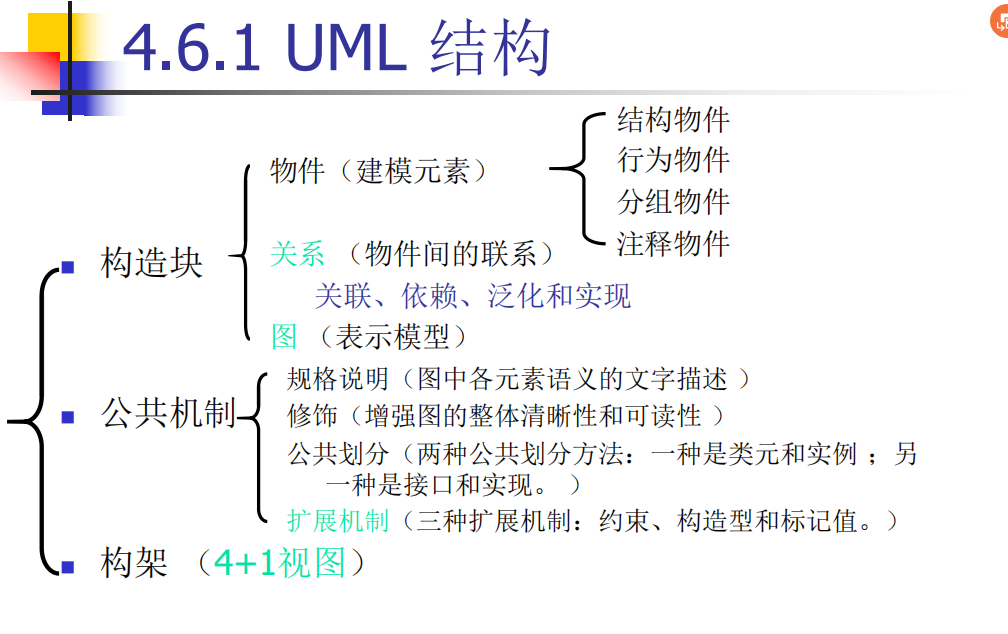 4.6.1 UML 结构
结构物件
物件（建模元素）
行为物件
分组物件
注释物件
构造块
关系 （物件间的联系）
关联、依赖、泛化和实现
图 （表示模型）
规格说明（图中各元素语义的文字描述 ）
公共机制
修饰（增强图的整体清晰性和可读性 ）
公共划分（两种公共划分方法：一种是类元和实例 ；另
一种是接口和实现。 ）
扩展机制（三种扩展机制：约束、构造型和标记值。）
构架 （4+1视图）